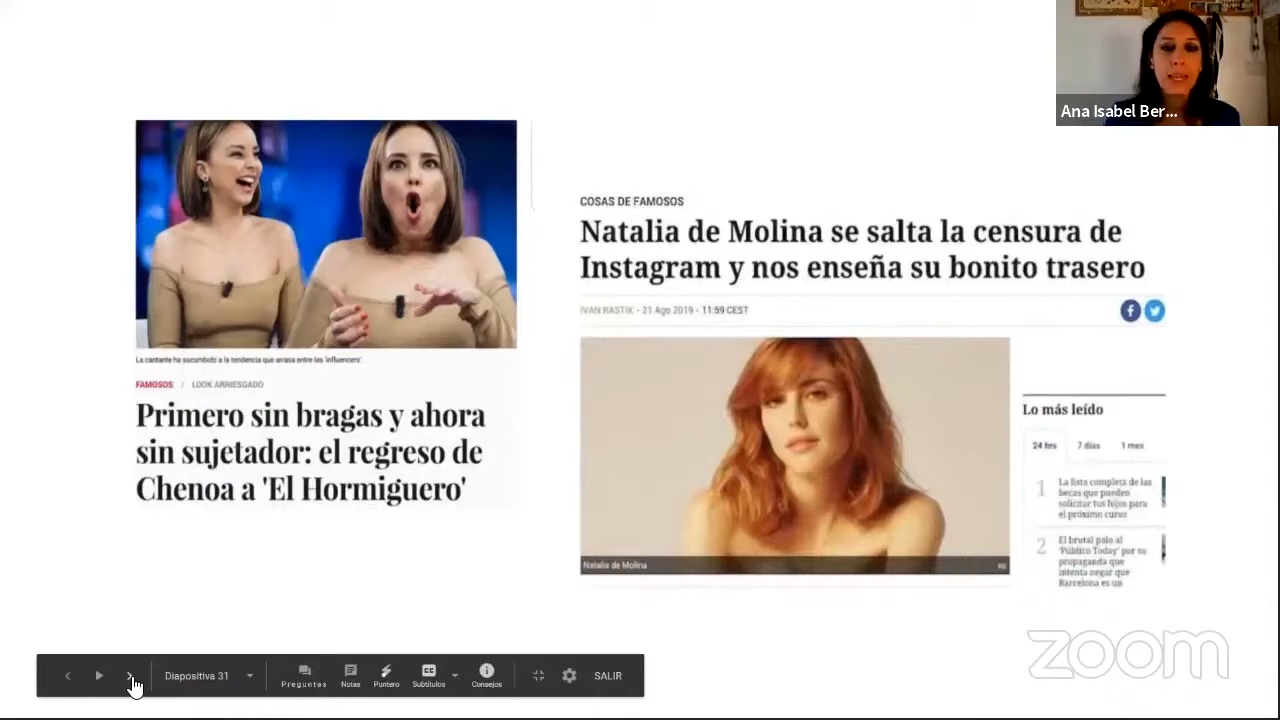 Ana Isabel Ber...
La cantante ha sucumbido a la tendencia que arrasa entre las 'influencers'.
FAMOSOS / LOOK ARRIESGADO
Primero sin bragas y ahora
sin sujetador: el regreso de
Chenoa a 'El Hormiguero'
COSAS DE FAMOSOS
Natalia de Molina se salta la censura de
Instagram y nos enseña su bonito trasero
IVAN RASTIK - 21 Ago 2019 - 11:59 CEST
Natalia de Molina
Lo más leído
24 hrs 7 días 1 mes
1 La lista completa de las
becas que pueden
solicitar tus hijos para
el próximo curso
2 El brutal palo al
'Público Today' por su
propaganda que
intenta negar que
Barcelona es un
zoom
Diapositiva 31
Preguntas Notas Puntero Subtítulos Consejos SALIR